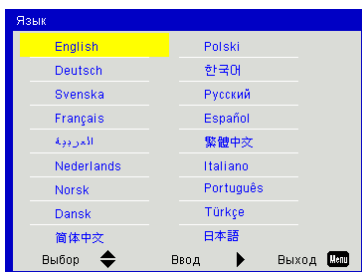 Язык
English Polski
Deutsch 한국어
Svenska Русский
Français Español
العربية 繁體中文
Nederlands Italiano
Norsk Português
Dansk Türkçe
简体中文 日本語
Выбор Ввод Выход Menu